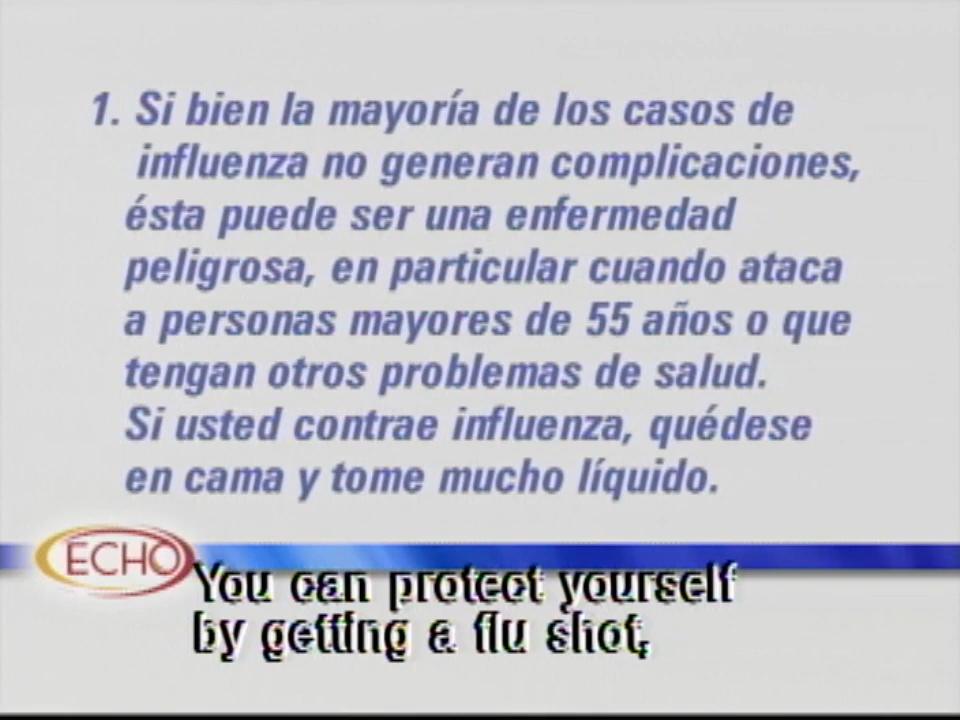 1. Si bien la mayoría de los casos de
influenza no generan complicaciones,
ésta puede ser una enfermedad
peligrosa, en particular cuando ataca
a personas mayores de 55 años o que
tengan otros problemas de salud.
Si usted contrae influenza, quédese
en cama y tome mucho líquido.
ECHO
You can protect yourself
by getting a flu shot,